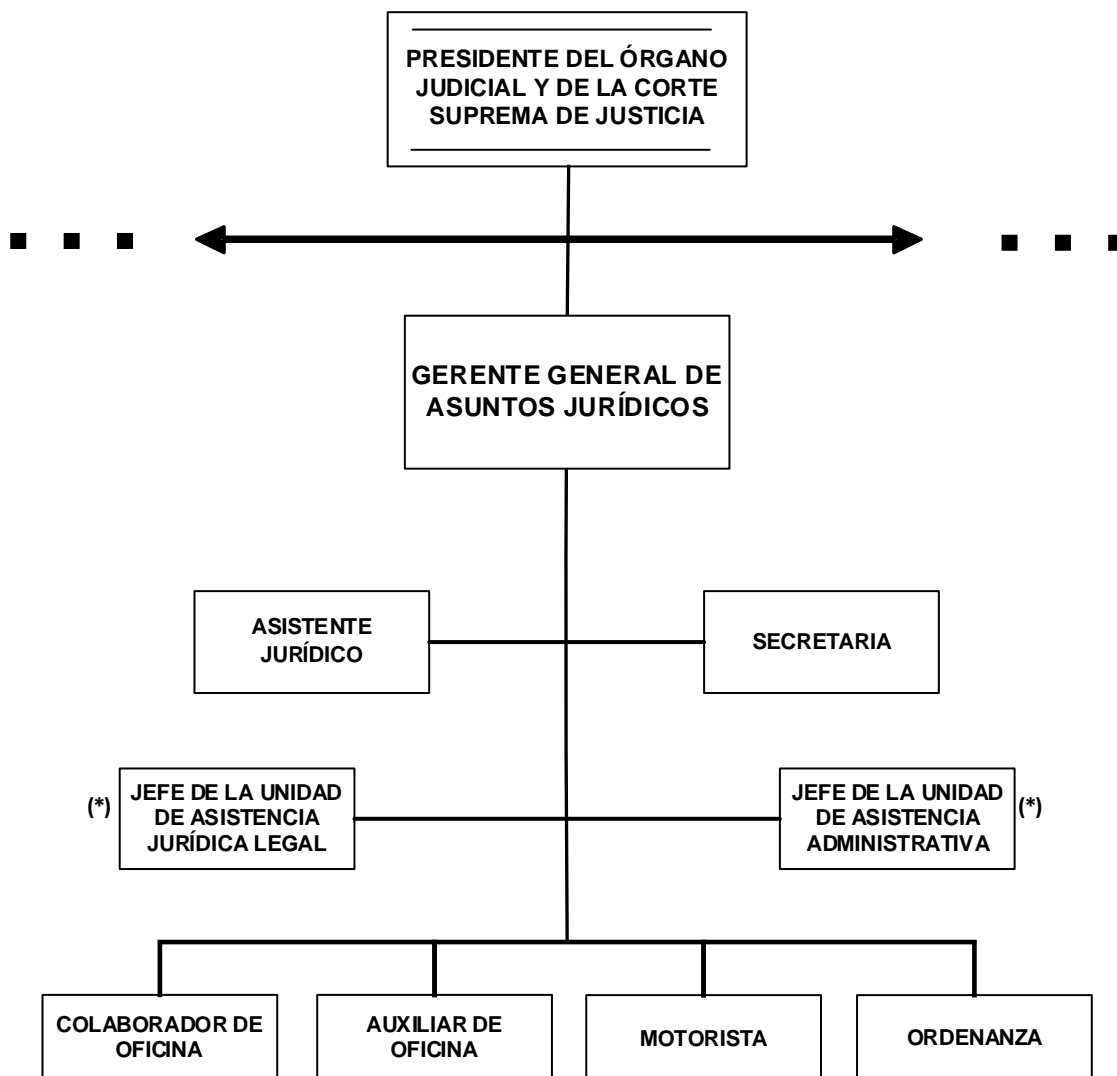 PRESIDENTE DEL ÓRGANO
JUDICIAL Y DE LA CORTE
SUPREMA DE JUSTICIA
GERENTE GENERAL DE
ASUNTOS JURÍDICOS
ASISTENTE
JURÍDICO
SECRETARIA
(*)
JEFE DE LA UNIDAD
DE ASISTENCIA
JURÍDICA LEGAL
JEFE DE LA UNIDAD
DE ASISTENCIA
ADMINISTRATIVA
(*)
COLABORADOR DE
OFICINA
AUXILIAR DE
OFICINA
MOTORISTA
ORDENANZA